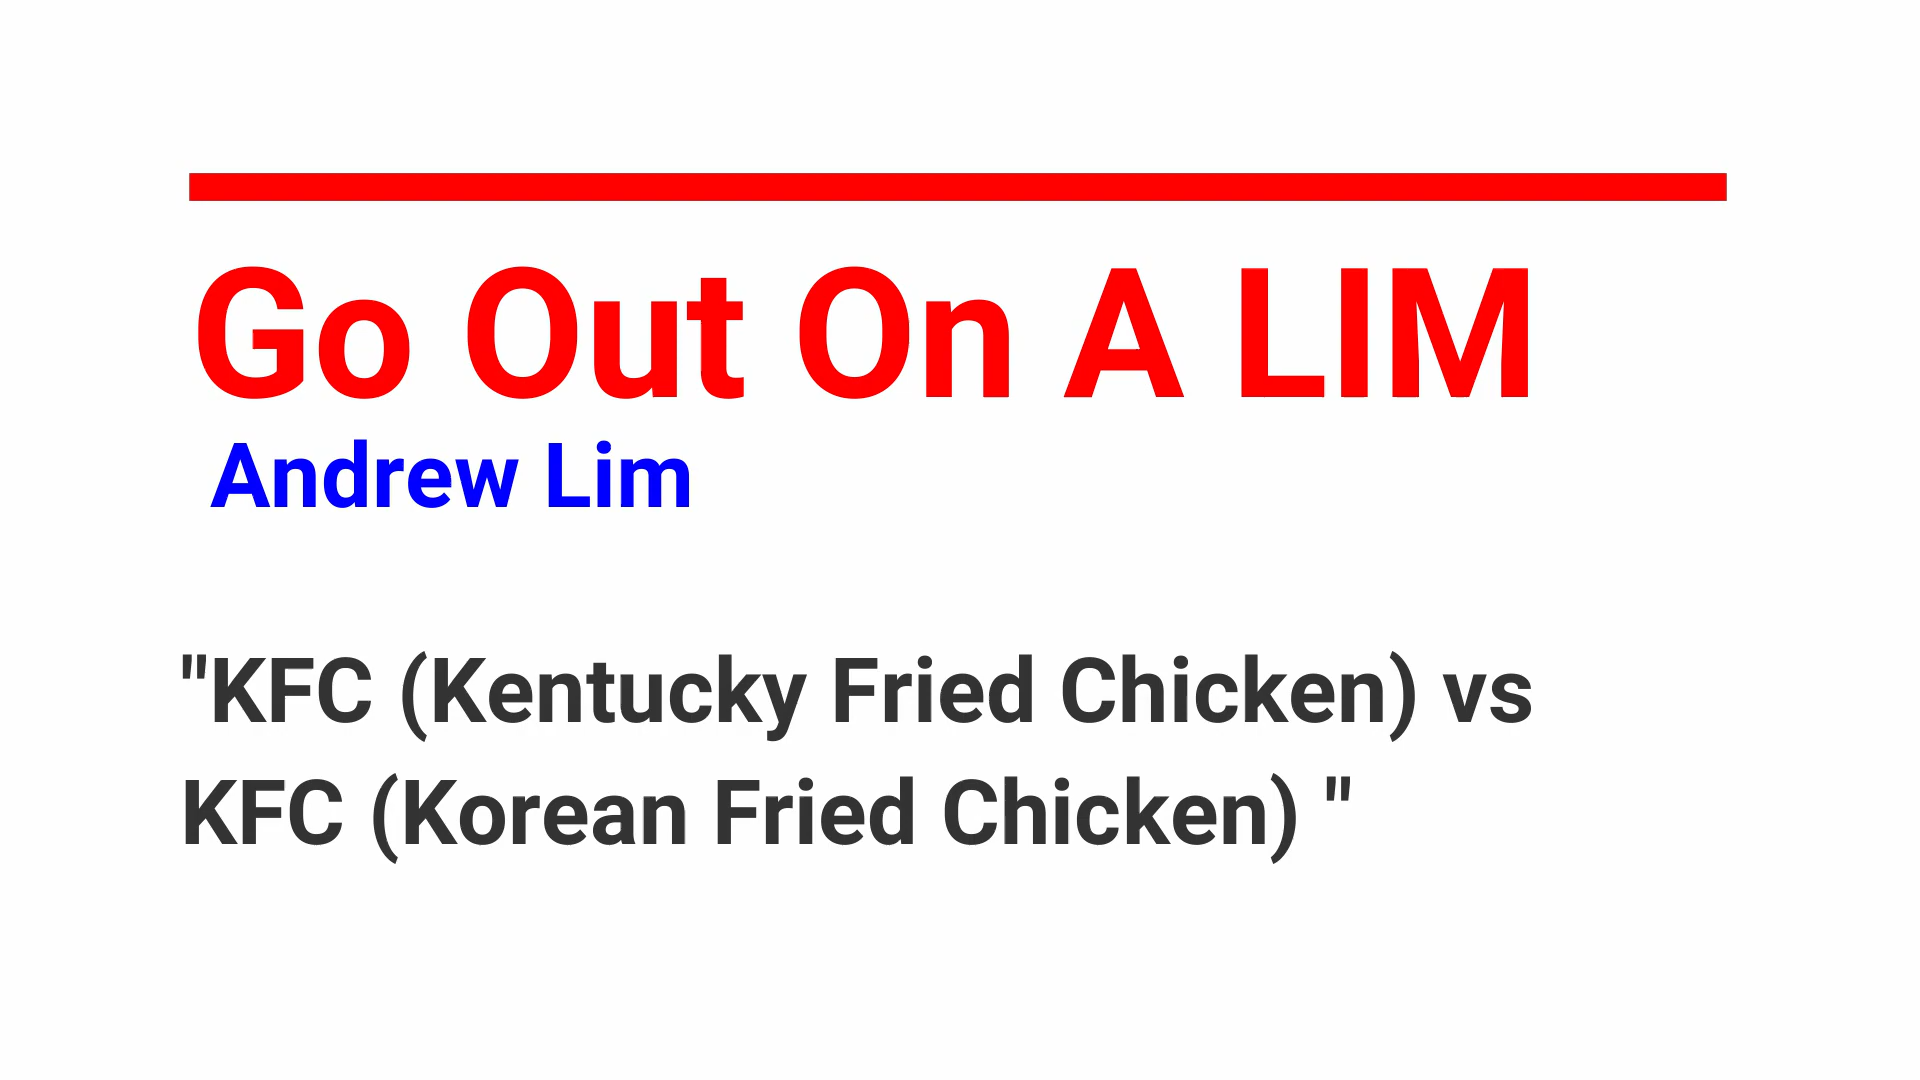 Go Out On A LIM
Andrew Lim
"KFC (Kentucky Fried Chicken) vs
KFC (Korean Fried Chicken) "